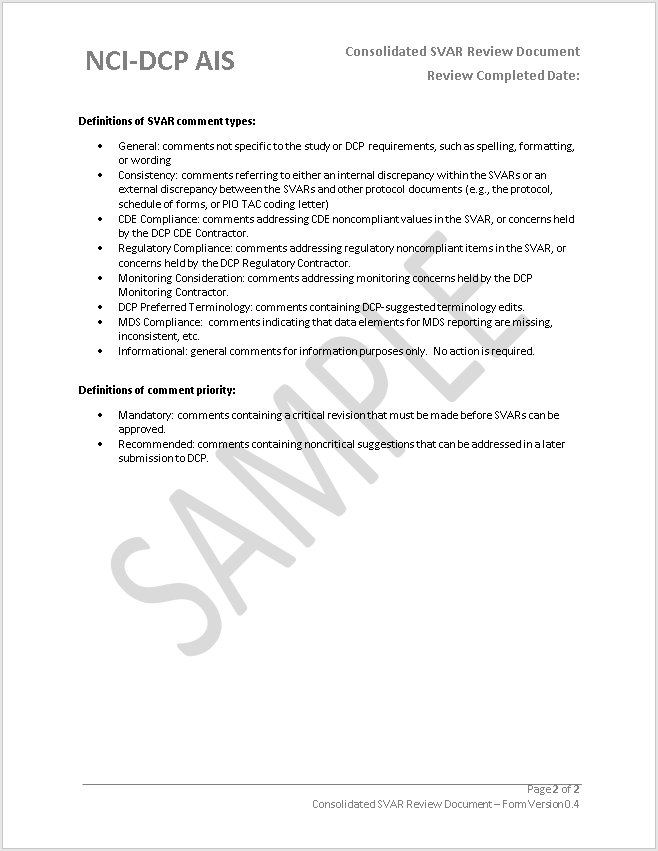 NCI-DCP AIS
Consolidated SVAR Review Document
Review Completed Date:
Definitions of SVAR comment types:
• General: comments not specific to the study or DCP requirements, such as spelling, formatting,
or wording
• Consistency: comments referring to either an internal discrepancy within the SVARs or an
external discrepancy between the SVARs and other protocol documents (e.g., the protocol,
schedule of forms, or PIO TAC coding letter)
• CDE Compliance: comments addressing CDE noncompliant values in the SVAR, or concerns held
by the DCP CDE Contractor.
• Regulatory Compliance: comments addressing regulatory noncompliant items in the SVAR, or
concerns held by the DCP Regulatory Contractor.
• Monitoring Consideration: comments addressing monitoring concerns held by the DCP
Monitoring Contractor.
• DCP Preferred Terminology: comments containing DCP-suggested terminology edits.
• MDS Compliance: comments indicating that data elements for MDS reporting are missing,
inconsistent, etc.
• Informational: general comments for information purposes only. No action is required.
Definitions of comment priority:
• Mandatory: comments containing a critical revision that must be made before SVARs can be
approved.
• Recommended: comments containing noncritical suggestions that can be addressed in a later
submission to DCP.
SAMPLE
Page 2 of 2
Consolidated SVAR Review Document – Form Version 0.4